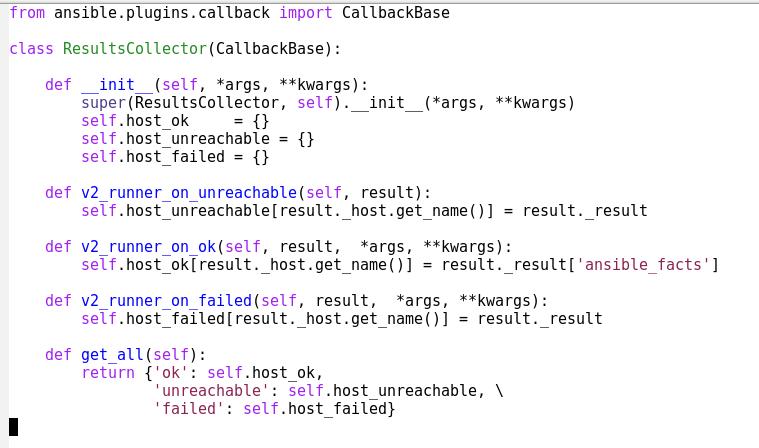 from ansible.plugins.callback import CallbackBase

class ResultsCollector(CallbackBase):

    def __init__(self, *args, **kwargs):
        super(ResultsCollector, self).__init__(*args, **kwargs)
        self.host_ok     = {}
        self.host_unreachable = {}
        self.host_failed = {}

    def v2_runner_on_unreachable(self, result):
        self.host_unreachable[result._host.get_name()] = result._result

    def v2_runner_on_ok(self, result,  *args, **kwargs):
        self.host_ok[result._host.get_name()] = result._result['ansible_facts']

    def v2_runner_on_failed(self, result,  *args, **kwargs):
        self.host_failed[result._host.get_name()] = result._result

    def get_all(self):
        return {'ok': self.host_ok,
                'unreachable': self.host_unreachable, \
                'failed': self.host_failed}